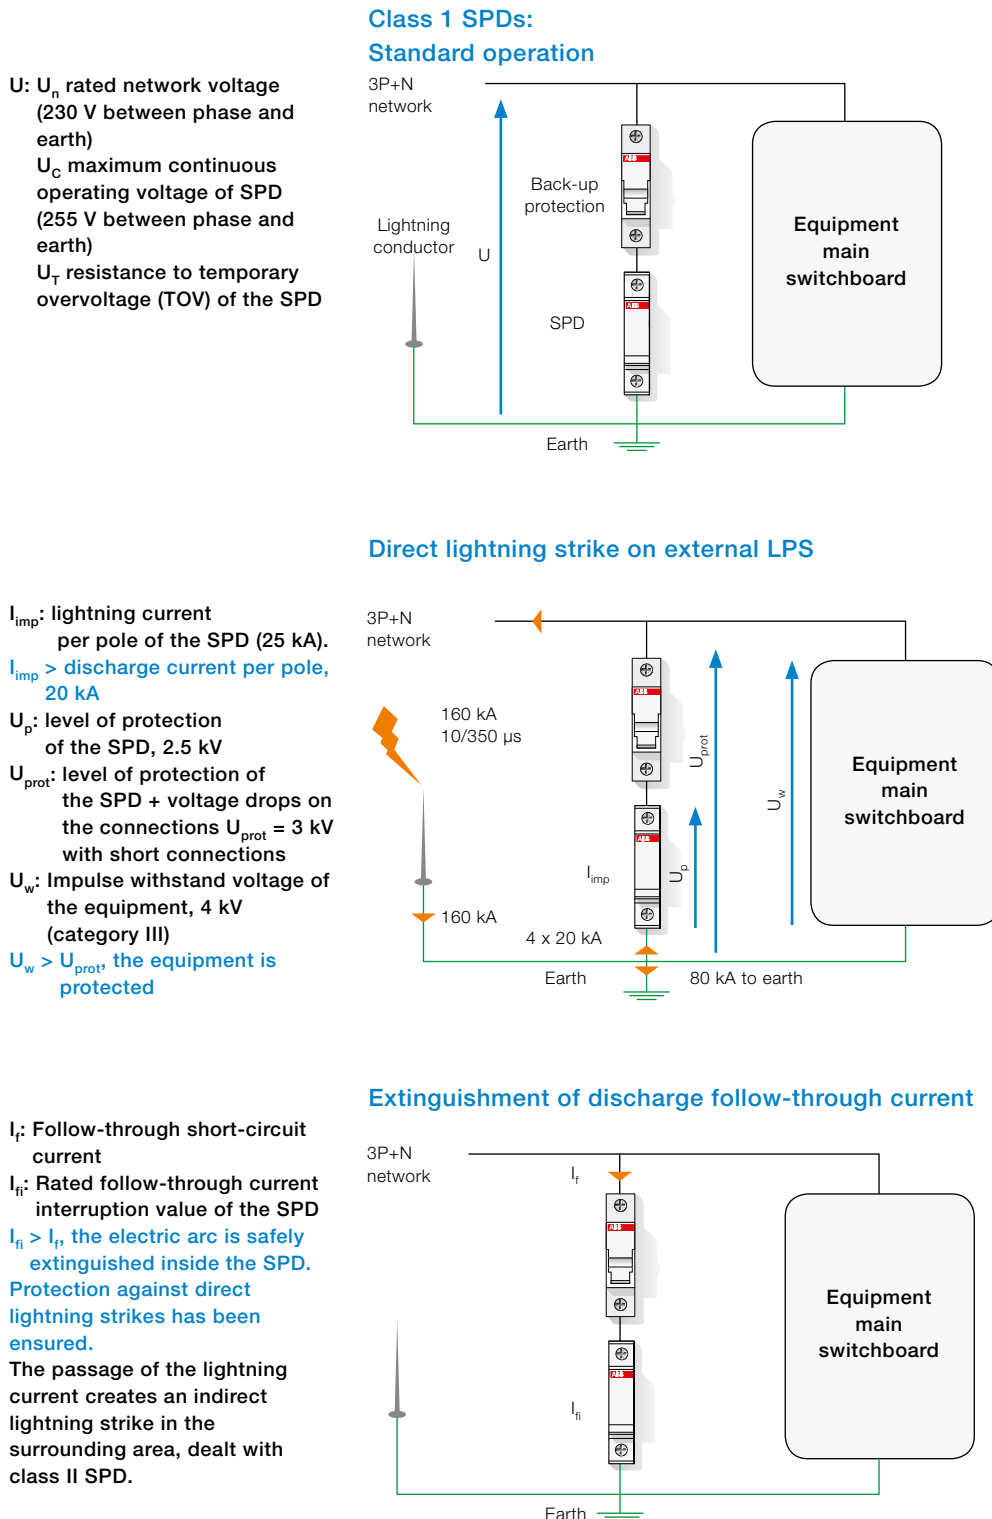 Class 1 SPDs:
Standard operation
U: Un rated network voltage
(230 V between phase and
earth)
UC maximum continuous
operating voltage of SPD
(255 V between phase and
earth)
UT resistance to temporary
overvoltage (TOV) of the SPD
3P+N
network
Back-up
protection
Lightning
conductor
U
ABB
ABB
SPD
Equipment
main
switchboard
Earth
Direct lightning strike on external LPS
Iimp: lightning current
per pole of the SPD (25 kA).
Iimp > discharge current per pole,
20 kA
Up: level of protection
of the SPD, 2.5 kV
Uprot: level of protection of
the SPD + voltage drops on
the connections Uprot = 3 kV
with short connections
Uw: Impulse withstand voltage of
the equipment, 4 kV
(category III)
Uw > Uprot, the equipment is
protected
3P+N
network
160 kA
10/350 µs
ABB
ABB
Uprot
Uw
Up
Iimp
Equipment
main
switchboard
160 kA
4 x 20 kA
Earth
80 kA to earth
Extinguishment of discharge follow-through current
If: Follow-through short-circuit
current
Ifi: Rated follow-through current
interruption value of the SPD
Ifi > If, the electric arc is safely
extinguished inside the SPD.
Protection against direct
lightning strikes has been
ensured.
The passage of the lightning
current creates an indirect
lightning strike in the
surrounding area, dealt with
class II SPD.
3P+N
network
If
ABB
ABB
Ifi
Equipment
main
switchboard
Earth